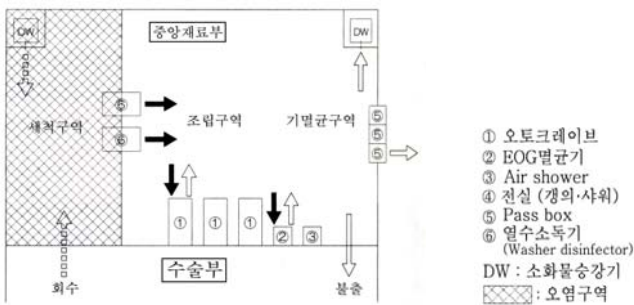 DW
중앙재료부
DW
⑥
세척구역
⑥
조립구역
기멸균구역
⑤
⑤
⑤
①
①
①
②
③
회수
수술부
불출
① 오토크레이브
② EOG멸균기
③ Air shower
④ 전실 (갱의·샤워)
⑤ Pass box
⑥ 열수소독기
(Washer disinfector)
DW : 소화물승강기
: 오염구역